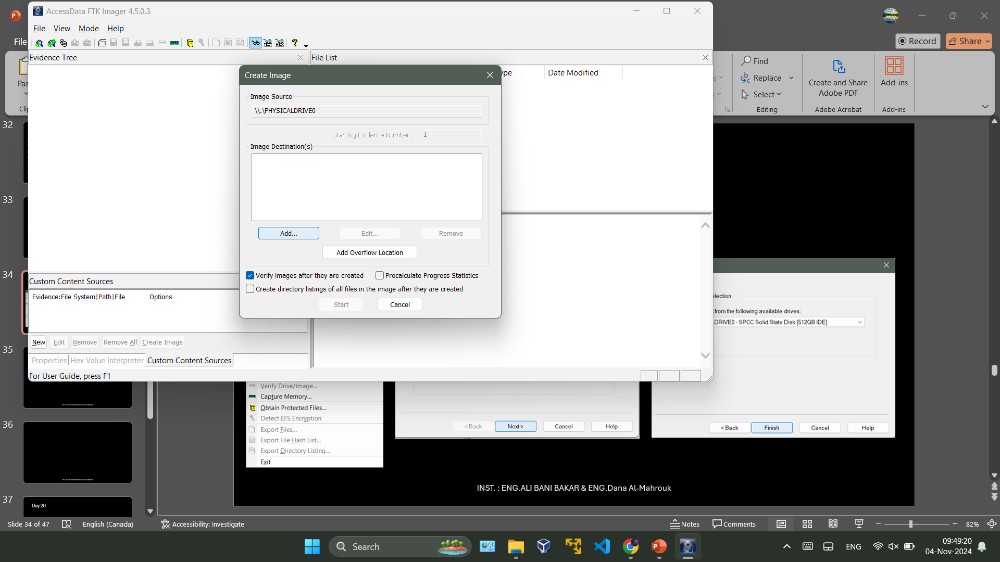 AccessData FTK Imager 4.5.0.3
File View Mode Help
TEXT HEX
Evidence Tree
File List
Date Modified
Create Image
Image Source
\\.\PHYSICALDRIVE0
Starting Evidence Number: 1
Image Destination(s)
Add... Edit... Remove
Add Overflow Location
Verify images after they are created
Precalculate Progress Statistics
Create directory listings of all files in the image after they are created
Start Cancel
Custom Content Sources
Evidence:File System|Path|File Options
New Edit Remove Remove All Create Image
Properties Hex Value Interpreter Custom Content Sources
For User Guide, press F1
File
Record
Share
Find
Replace
Select
Editing
Create and Share
Adobe PDF
Adobe Acrobat
Add-ins
Add-ins
32
33
34
35
36
37
Day 20
Verify Drive/Image...
Capture Memory...
Obtain Protected Files...
Detect EFS Encryption
Export Files...
Export File Hash List...
Export Directory Listing...
Exit
< Back Next > Cancel Help
from the following available drives:
DRIVE0 - SPCC Solid State Disk [512GB IDE]
< Back Finish Cancel Help
INST. : ENG.ALI BANI BAKAR & ENG.Dana Al-Mahrouk
Slide 34 of 47
English (Canada)
Accessibility: Investigate
Notes
Comments
82%
Search
ENG
09:49:20
04-Nov-2024